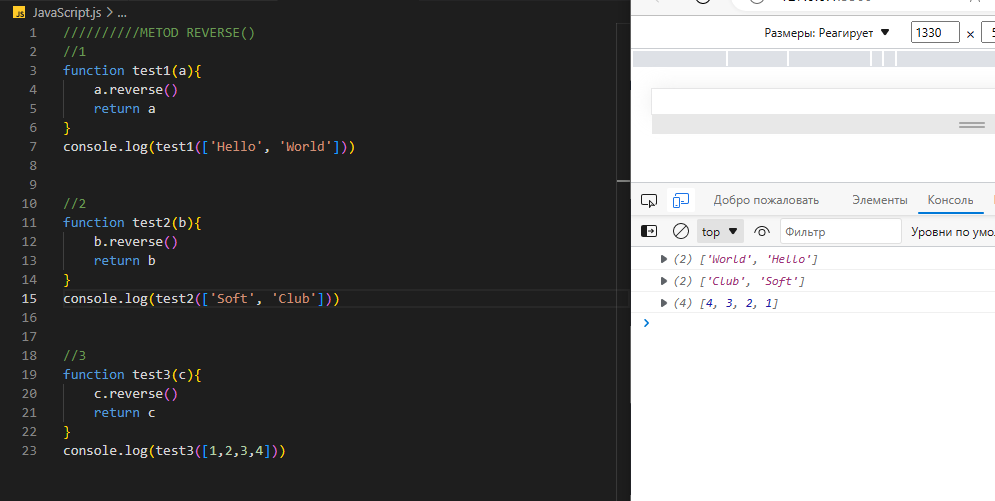 JavaScript.js > ...
1 //////////METOD REVERSE()
2 //1
3 function test1(a){
4 a.reverse()
5 return a
6 }
7 console.log(test1(['Hello', 'World']))
8
9
10 //2
11 function test2(b){
12 b.reverse()
13 return b
14 }
15 console.log(test2(['Soft', 'Club']))
16
17
18 //3
19 function test3(c){
20 c.reverse()
21 return c
22 }
23 console.log(test3([1,2,3,4]))
Размеры: Реагирует ▼ 1330 ×
Добро пожаловать Элементы Консоль
top ▼ Фильтр Уровни по умо
(2) ['World', 'Hello']
(2) ['Club', 'Soft']
(4) [4, 3, 2, 1]